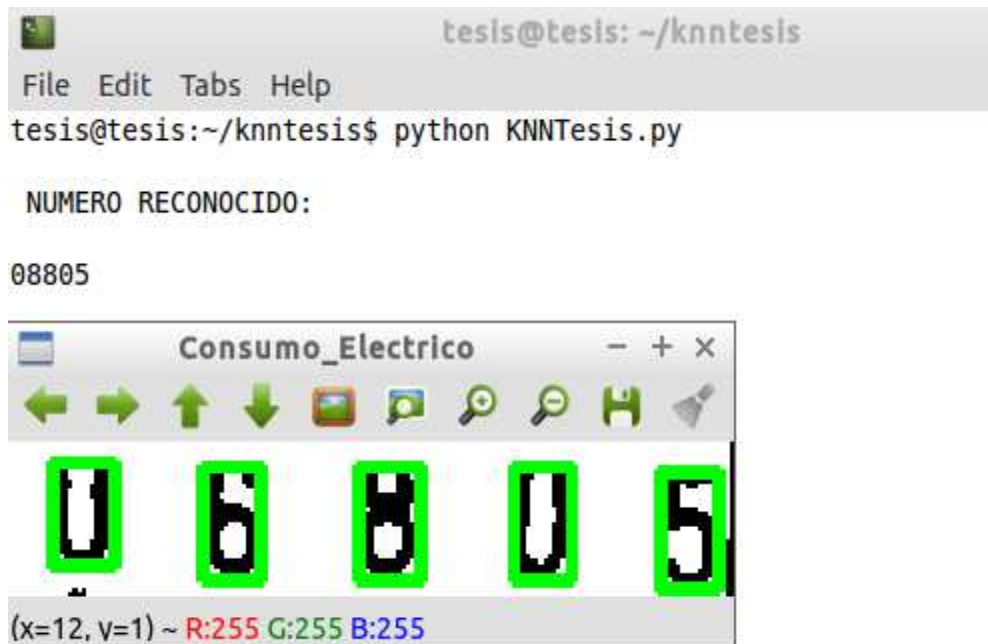 tesis@tesis: ~/knntesis
File Edit Tabs Help
tesis@tesis:~/knntesis$ python KNNTesis.py
NUMERO RECONOCIDO:
08805
Consumo_Electrico
(x=12, y=1) ~ R:255 G:255 B:255